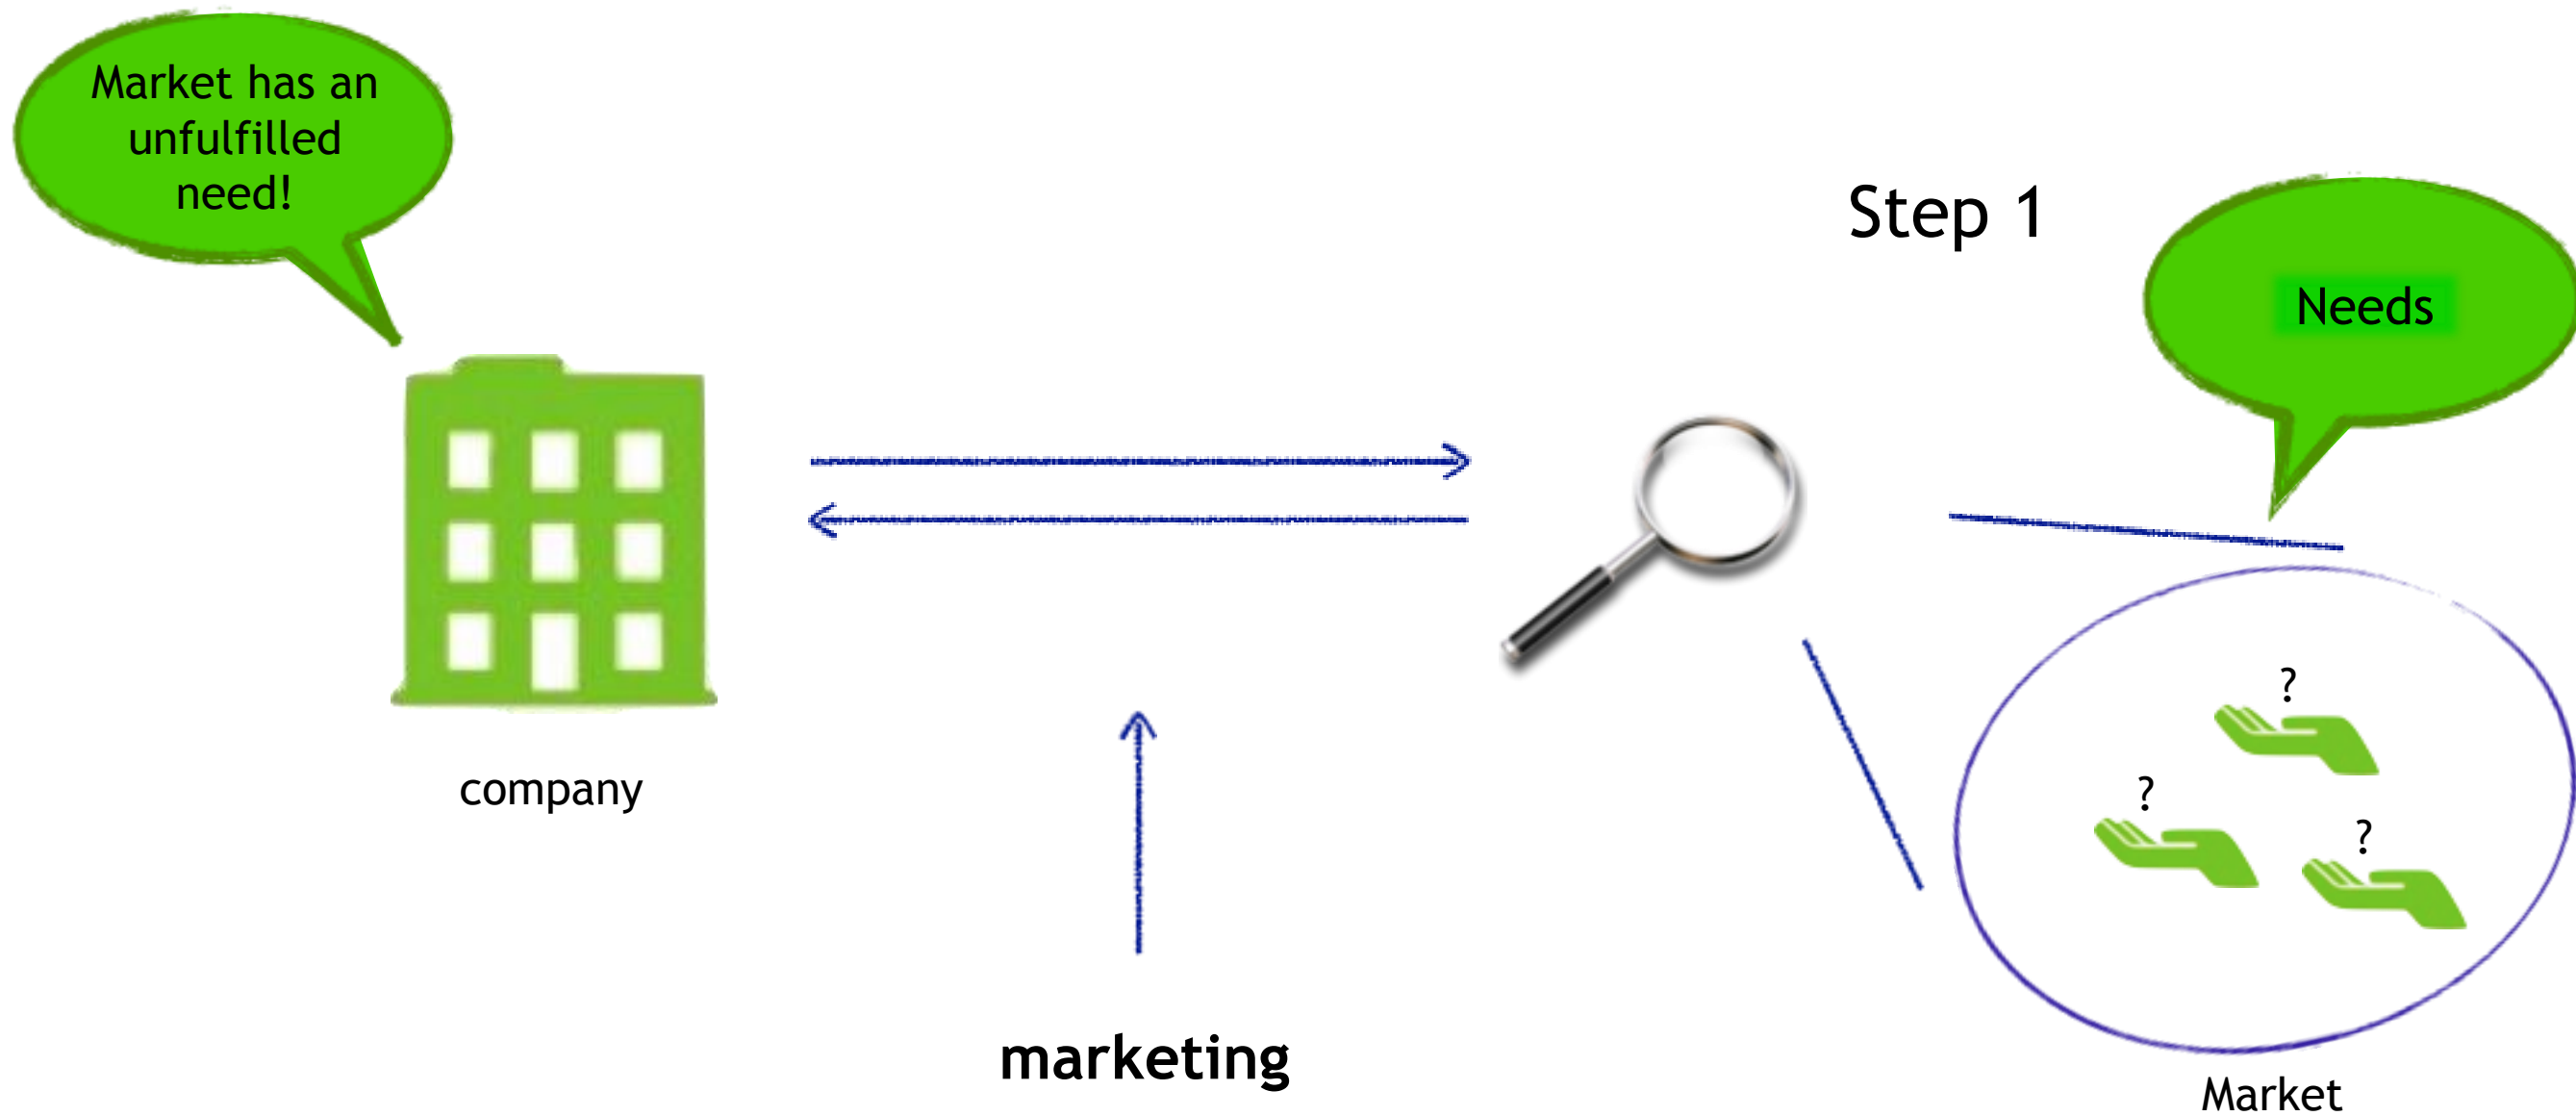 Market has an
unfulfilled
need!
Step 1
Needs
?
?
?
company
marketing
Market